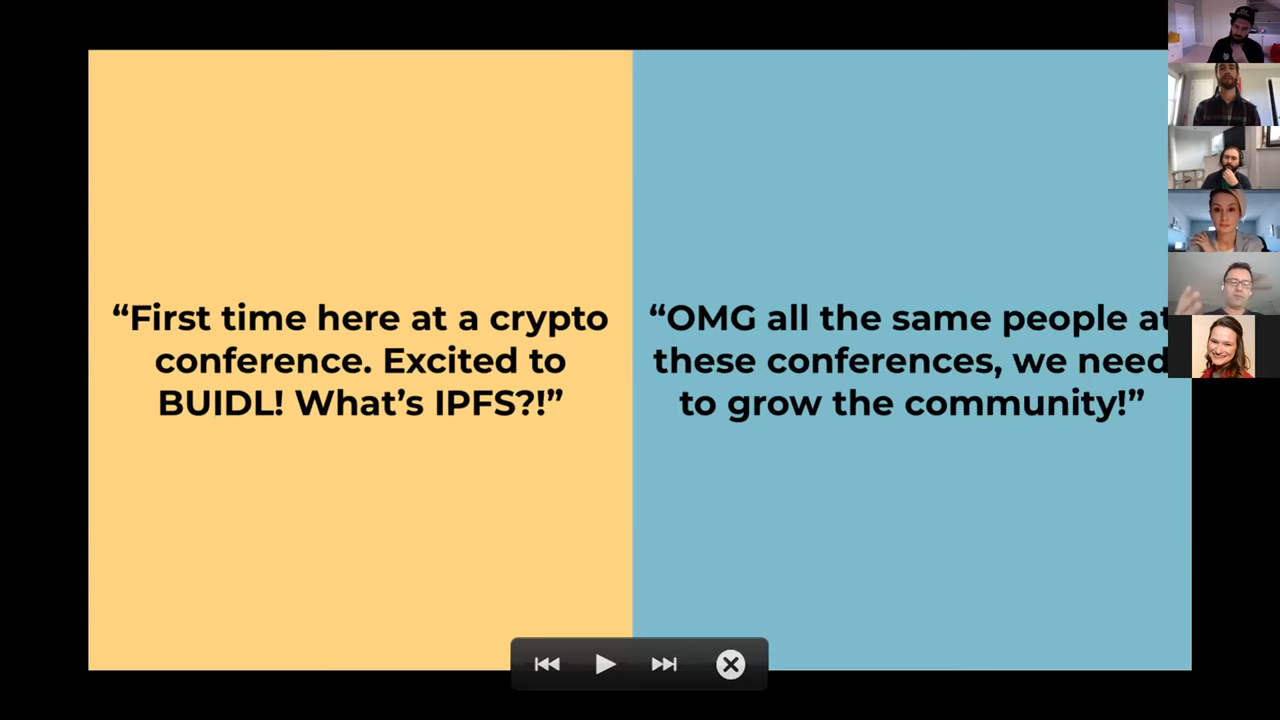 “First time here at a crypto
conference. Excited to
BUIDL! What’s IPFS?!”
“OMG all the same people at
these conferences, we need
to grow the community!”